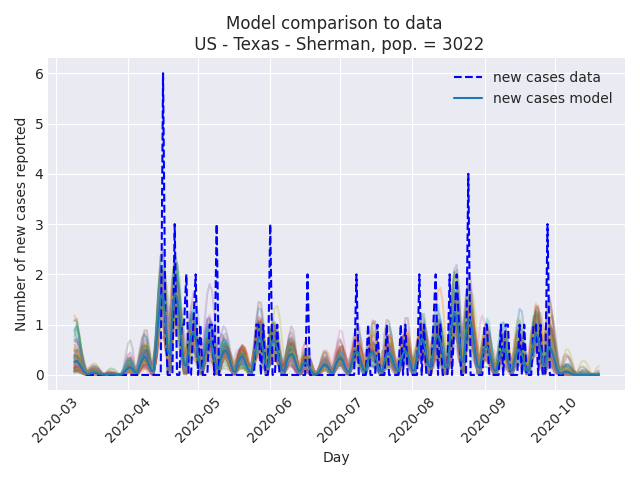 Model comparison to data
US - Texas - Sherman, pop. = 3022
new cases data
new cases model
Number of new cases reported
6
5
4
3
2
1
0
2020-03
2020-04
2020-05
2020-06
2020-07
2020-08
2020-09
2020-10
Day